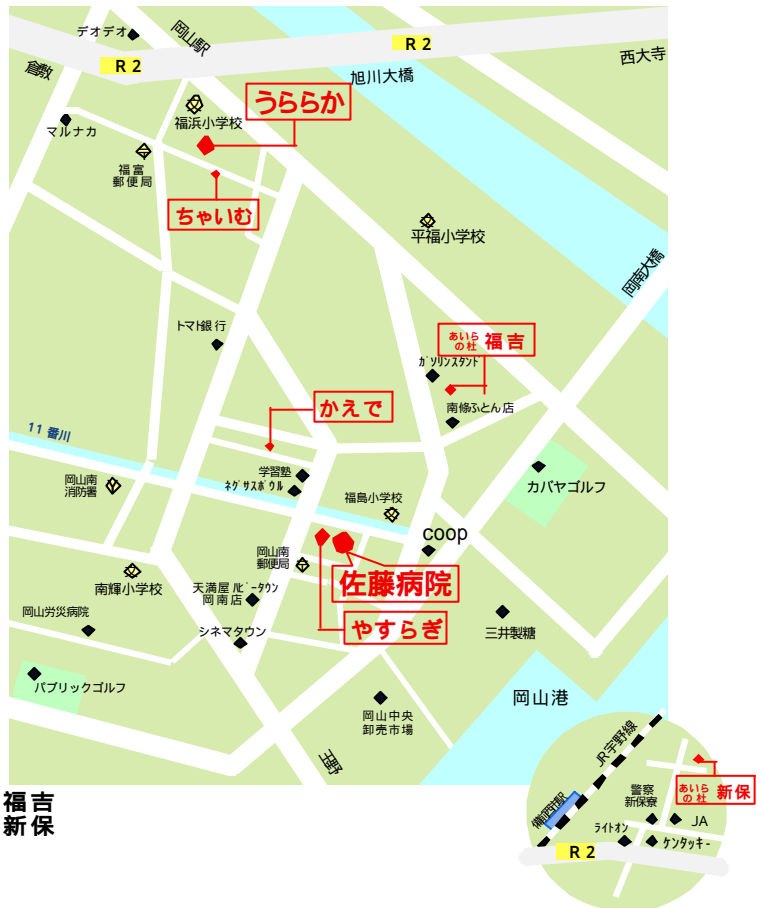 デオデオ
岡山駅
R 2
R 2
西大寺
倉敷
旭川大橋
うららか
マルナカ
福浜小学校
福富
郵便局
ちゃいむ
平福小学校
岡南大橋
トマト銀行
あいら
の杜 福吉
ガソリンスタンド
かえで
南條ふとん店
11 番川
岡山南
消防署
学習塾
ネグサスボウル
福島小学校
カバヤゴルフ
coop
岡山南
郵便局
佐藤病院
南輝小学校
天満屋ハピータウン
岡南店
岡山労災病院
シネマタウン
やすらぎ
三井製糖
パブリックゴルフ
岡山港
岡山中央
卸売市場
玉野
JR宇野線
備前西市駅
警察
新保寮
あいら
の杜 新保
ライトオン
JA
ケンタッキー
R 2
福吉
新保